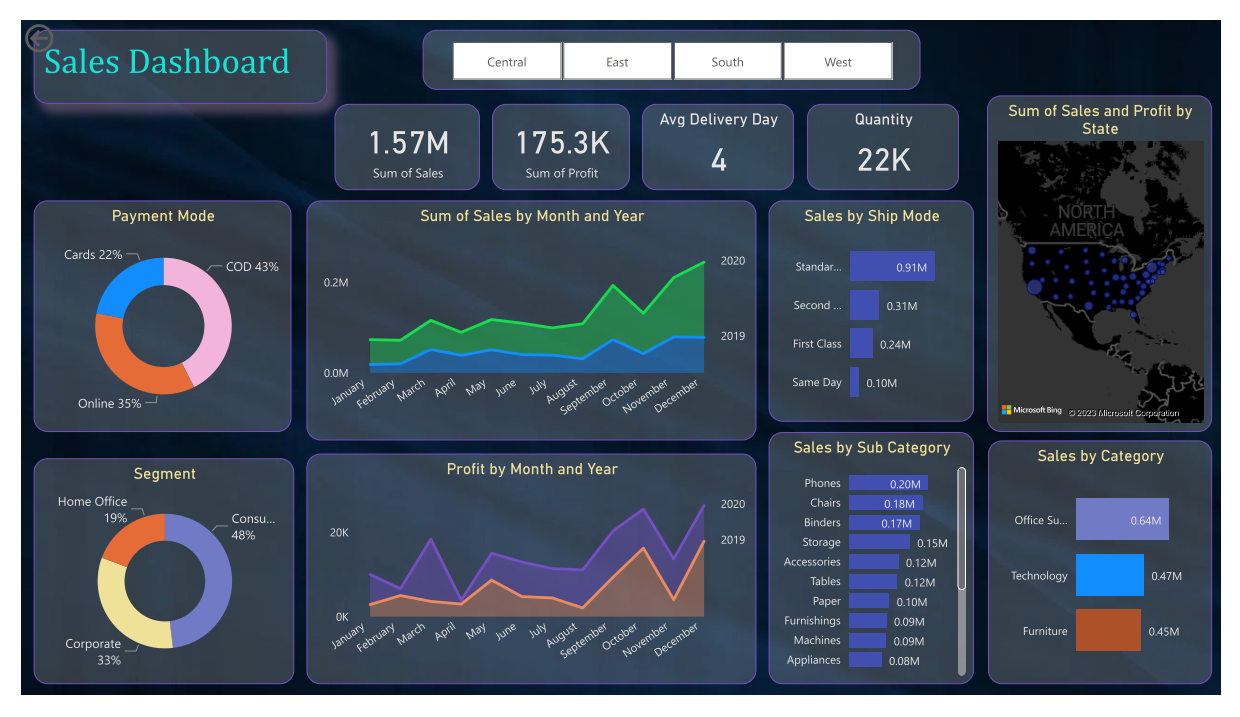 Sales Dashboard
Central
East
South
West
1.57M
Sum of Sales
175.3K
Sum of Profit
Avg Delivery Day
4
Quantity
22K
Sum of Sales and Profit by
State
NORTH
AMERICA
Microsoft Bing
© 2023 Microsoft Corporation
Payment Mode
Cards 22%
COD 43%
Online 35%
Sum of Sales by Month and Year
2020
0.2M
2019
0.0M
January
February
March
April
May
June
July
August
September
October
November
December
Sales by Ship Mode
Standar...
0.91M
Second ...
0.31M
First Class
0.24M
Same Day
0.10M
Segment
Home Office
19%
Consu...
48%
Corporate
33%
Profit by Month and Year
2020
20K
2019
0K
January
February
March
April
May
June
July
August
September
October
November
December
Sales by Sub Category
Phones
0.20M
Chairs
0.18M
Binders
0.17M
Storage
0.15M
Accessories
0.12M
Tables
0.12M
Paper
0.10M
Furnishings
0.09M
Machines
0.09M
Appliances
0.08M
Sales by Category
Office Su...
0.64M
Technology
0.47M
Furniture
0.45M